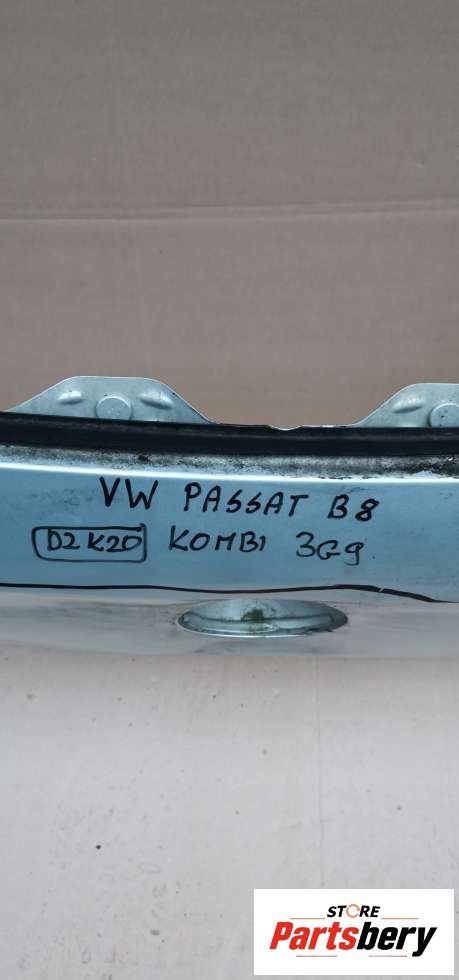 VW PASSAT B8
D2K20 KOMBI 3G9
STORE
Partsbery